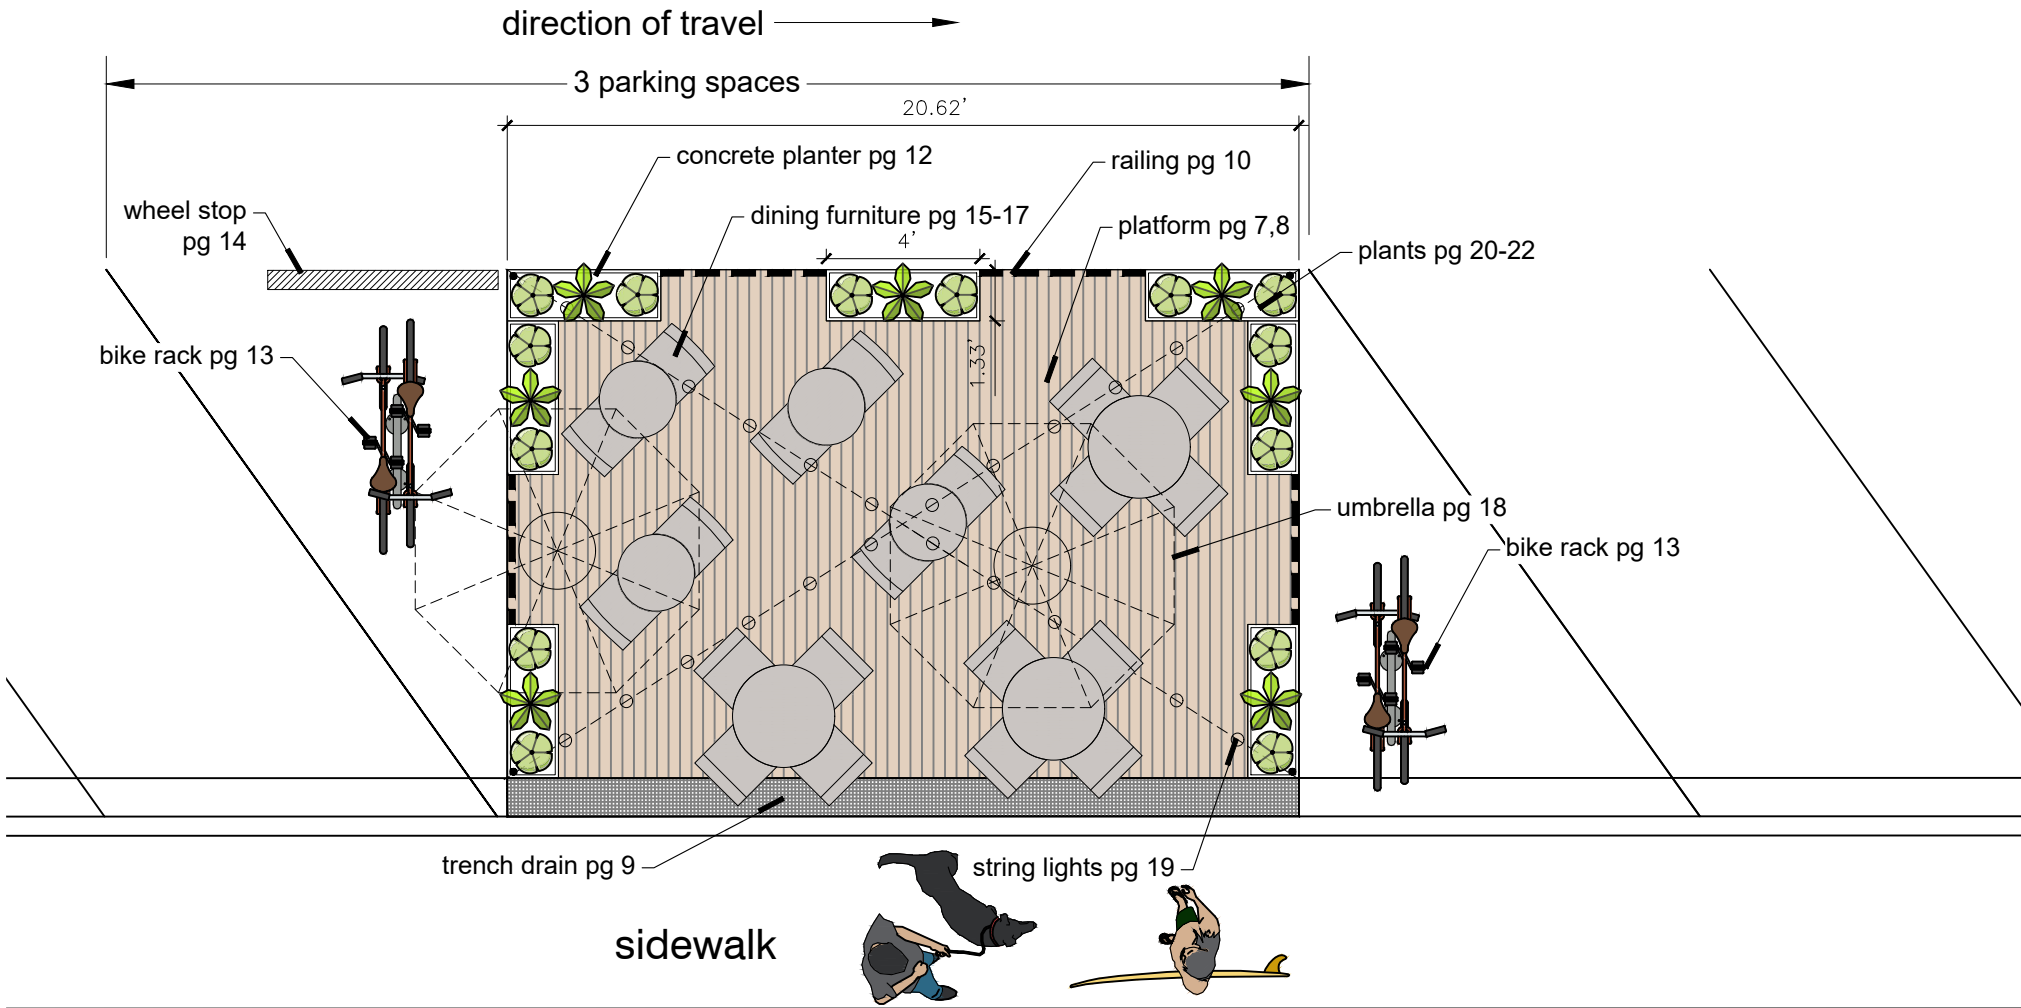 direction of travel
3 parking spaces
20.62'
concrete planter pg 12
railing pg 10
wheel stop
pg 14
dining furniture pg 15-17
platform pg 7,8
4'
plants pg 20-22
1.33'
bike rack pg 13
umbrella pg 18
bike rack pg 13
trench drain pg 9
string lights pg 19
sidewalk